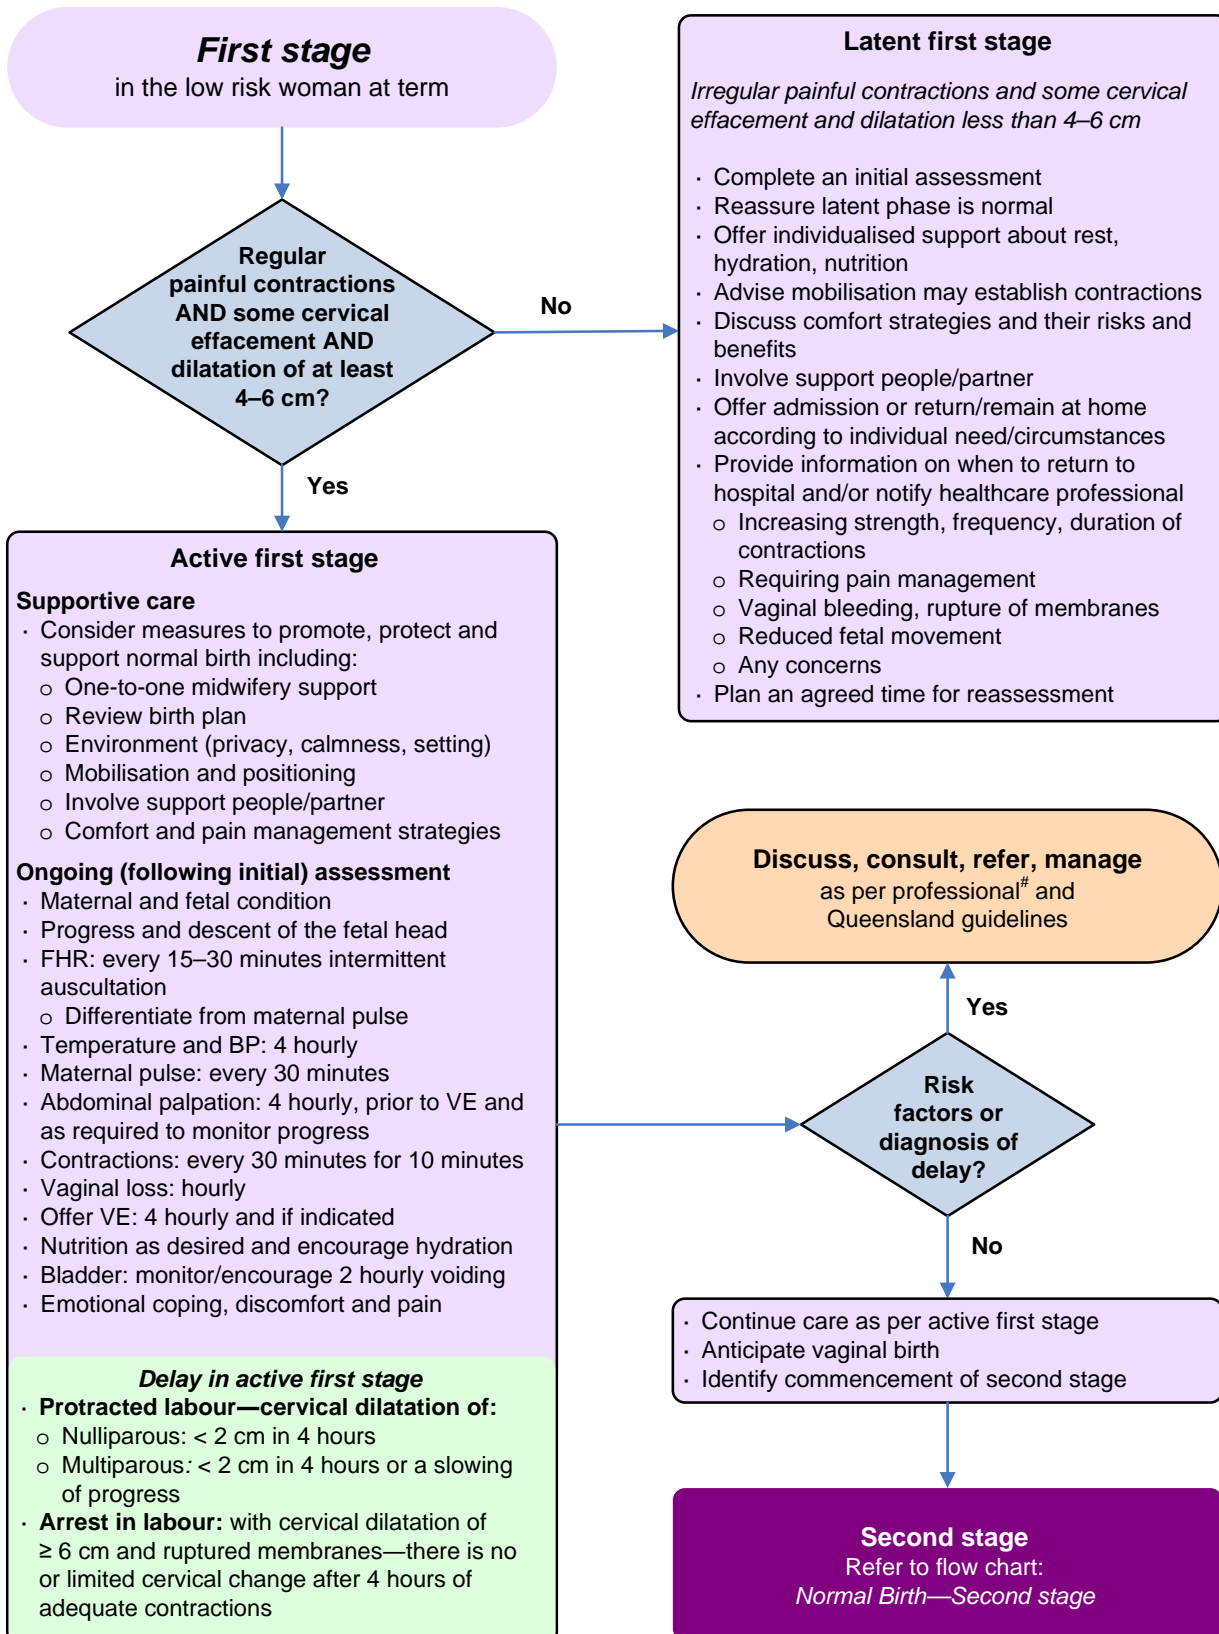 First stage
in the low risk woman at term
Regular
painful contractions
AND some cervical
effacement AND
dilatation of at least
4–6 cm?
No
Yes
Latent first stage
Irregular painful contractions and some cervical
effacement and dilatation less than 4–6 cm
· Complete an initial assessment
· Reassure latent phase is normal
· Offer individualised support about rest,
hydration, nutrition
· Advise mobilisation may establish contractions
· Discuss comfort strategies and their risks and
benefits
· Involve support people/partner
· Offer admission or return/remain at home
according to individual need/circumstances
· Provide information on when to return to
hospital and/or notify healthcare professional
o Increasing strength, frequency, duration of
contractions
o Requiring pain management
o Vaginal bleeding, rupture of membranes
o Reduced fetal movement
o Any concerns
· Plan an agreed time for reassessment
Active first stage
Supportive care
· Consider measures to promote, protect and
support normal birth including:
o One-to-one midwifery support
o Review birth plan
o Environment (privacy, calmness, setting)
o Mobilisation and positioning
o Involve support people/partner
o Comfort and pain management strategies
Ongoing (following initial) assessment
· Maternal and fetal condition
· Progress and descent of the fetal head
· FHR: every 15–30 minutes intermittent
auscultation
o Differentiate from maternal pulse
· Temperature and BP: 4 hourly
· Maternal pulse: every 30 minutes
· Abdominal palpation: 4 hourly, prior to VE and
as required to monitor progress
· Contractions: every 30 minutes for 10 minutes
· Vaginal loss: hourly
· Offer VE: 4 hourly and if indicated
· Nutrition as desired and encourage hydration
· Bladder: monitor/encourage 2 hourly voiding
· Emotional coping, discomfort and pain
Delay in active first stage
· Protracted labour—cervical dilatation of:
o Nulliparous: < 2 cm in 4 hours
o Multiparous: < 2 cm in 4 hours or a slowing
of progress
· Arrest in labour: with cervical dilatation of
≥ 6 cm and ruptured membranes—there is no
or limited cervical change after 4 hours of
adequate contractions
Discuss, consult, refer, manage
as per professional# and
Queensland guidelines
Yes
Risk
factors or
diagnosis of
delay?
No
· Continue care as per active first stage
· Anticipate vaginal birth
· Identify commencement of second stage
Second stage
Refer to flow chart:
Normal Birth—Second stage